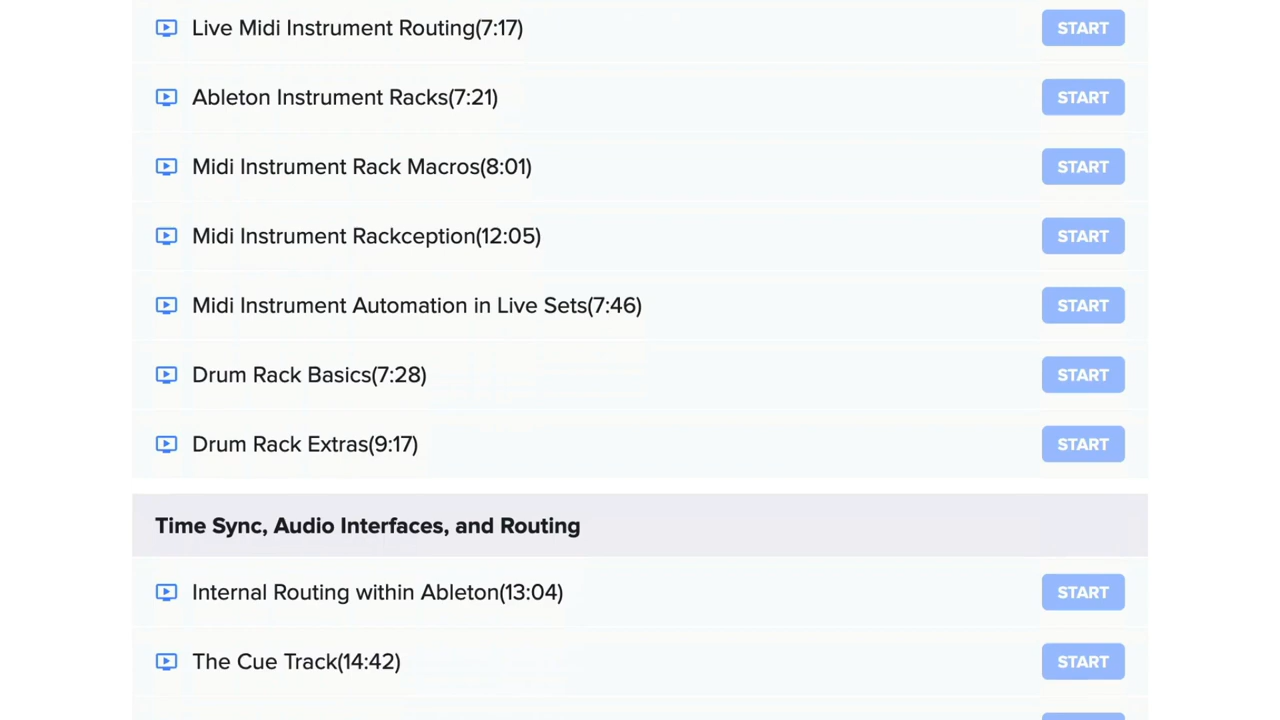 Live Midi Instrument Routing(7:17) START
Ableton Instrument Racks(7:21) START
Midi Instrument Rack Macros(8:01) START
Midi Instrument Rackception(12:05) START
Midi Instrument Automation in Live Sets(7:46) START
Drum Rack Basics(7:28) START
Drum Rack Extras(9:17) START
Time Sync, Audio Interfaces, and Routing
Internal Routing within Ableton(13:04) START
The Cue Track(14:42) START